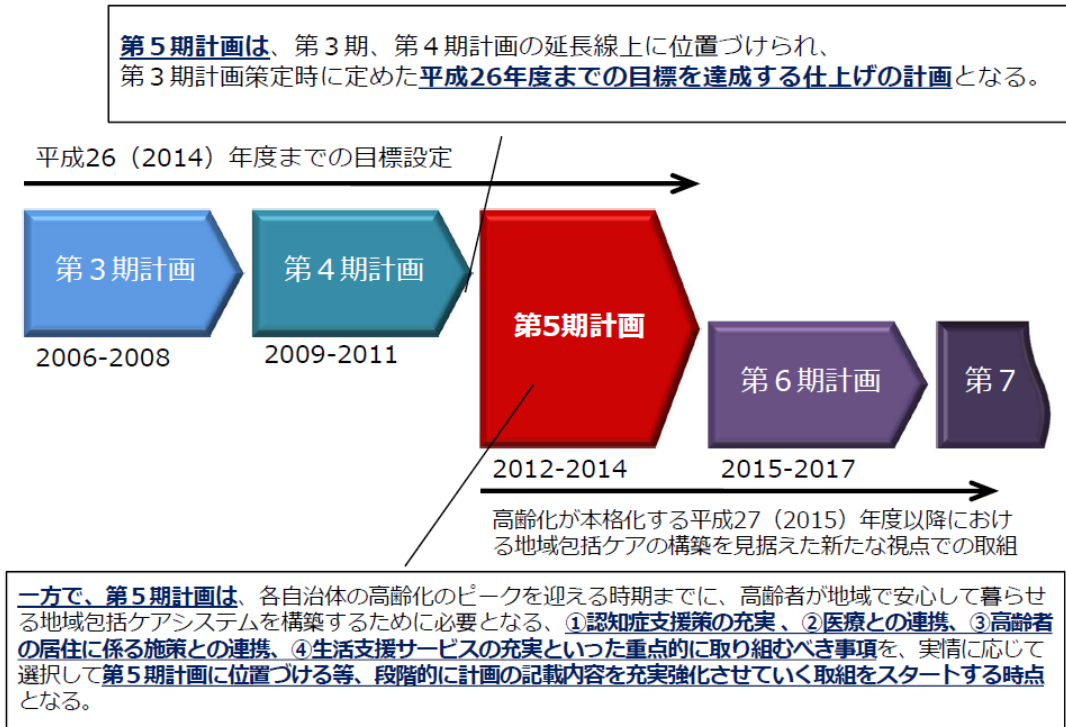 第５期計画は、第３期、第４期計画の延長線上に位置づけられ、
第３期計画策定時に定めた平成26年度までの目標を達成する仕上げの計画となる。
平成26（2014）年度までの目標設定
第３期計画
2006-2008
第４期計画
2009-2011
第5期計画
2012-2014
第６期計画
2015-2017
第７
高齢化が本格化する平成27（2015）年度以降におけ
る地域包括ケアの構築を見据えた新たな視点での取組
一方で、第５期計画は、各自治体の高齢化のピークを迎える時期までに、高齢者が地域で安心して暮らせ
る地域包括ケアシステムを構築するために必要となる、①認知症支援策の充実 、②医療との連携、③高齢者
の居住に係る施策との連携、④生活支援サービスの充実といった重点的に取り組むべき事項を、実情に応じて
選択して第５期計画に位置づける等、段階的に計画の記載内容を充実強化させていく取組をスタートする時点
となる。